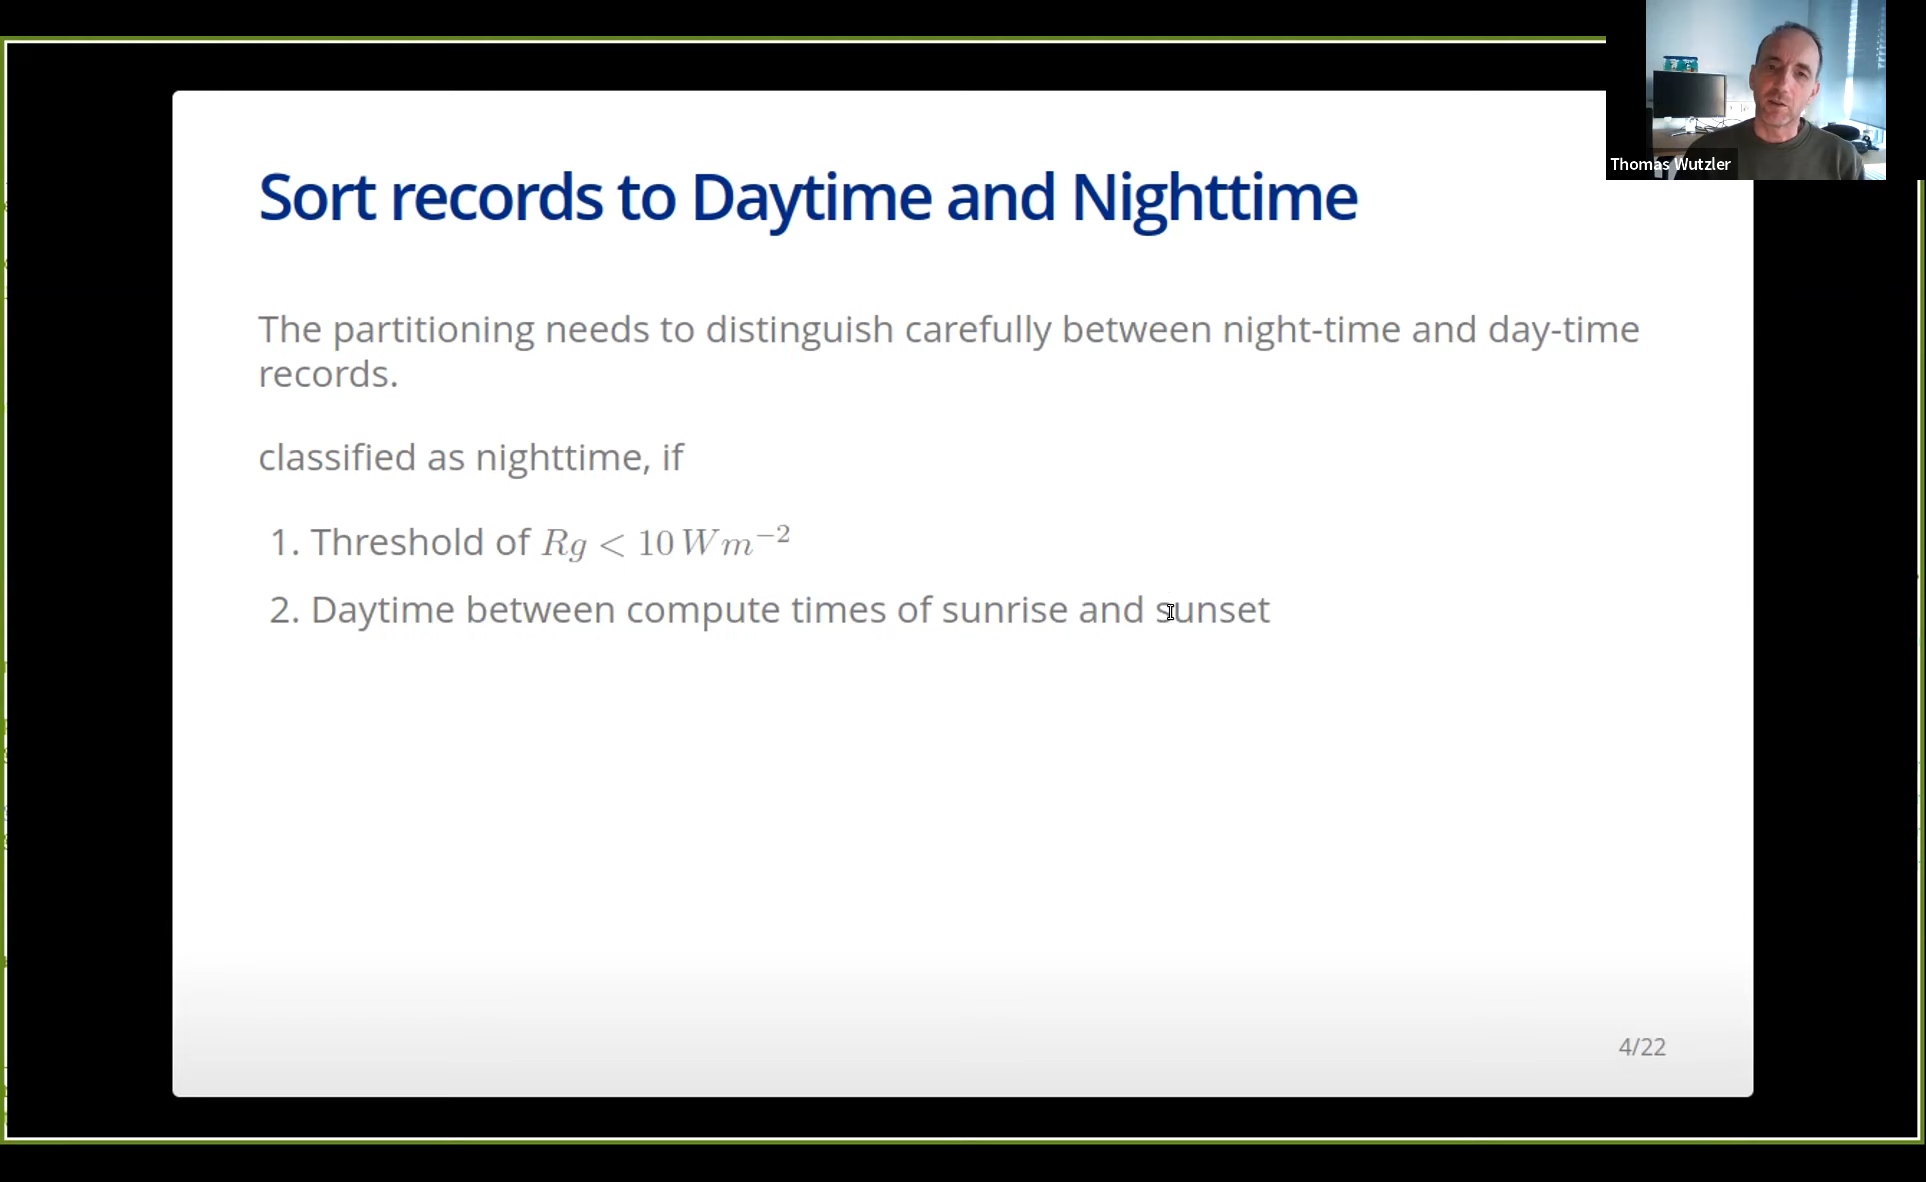 Sort records to Daytime and Nighttime
The partitioning needs to distinguish carefully between night-time and day-time
records.
classified as nighttime, if
1. Threshold of Rg < 10 W m⁻²
2. Daytime between compute times of sunrise and sunset
4/22
Thomas Wutzler